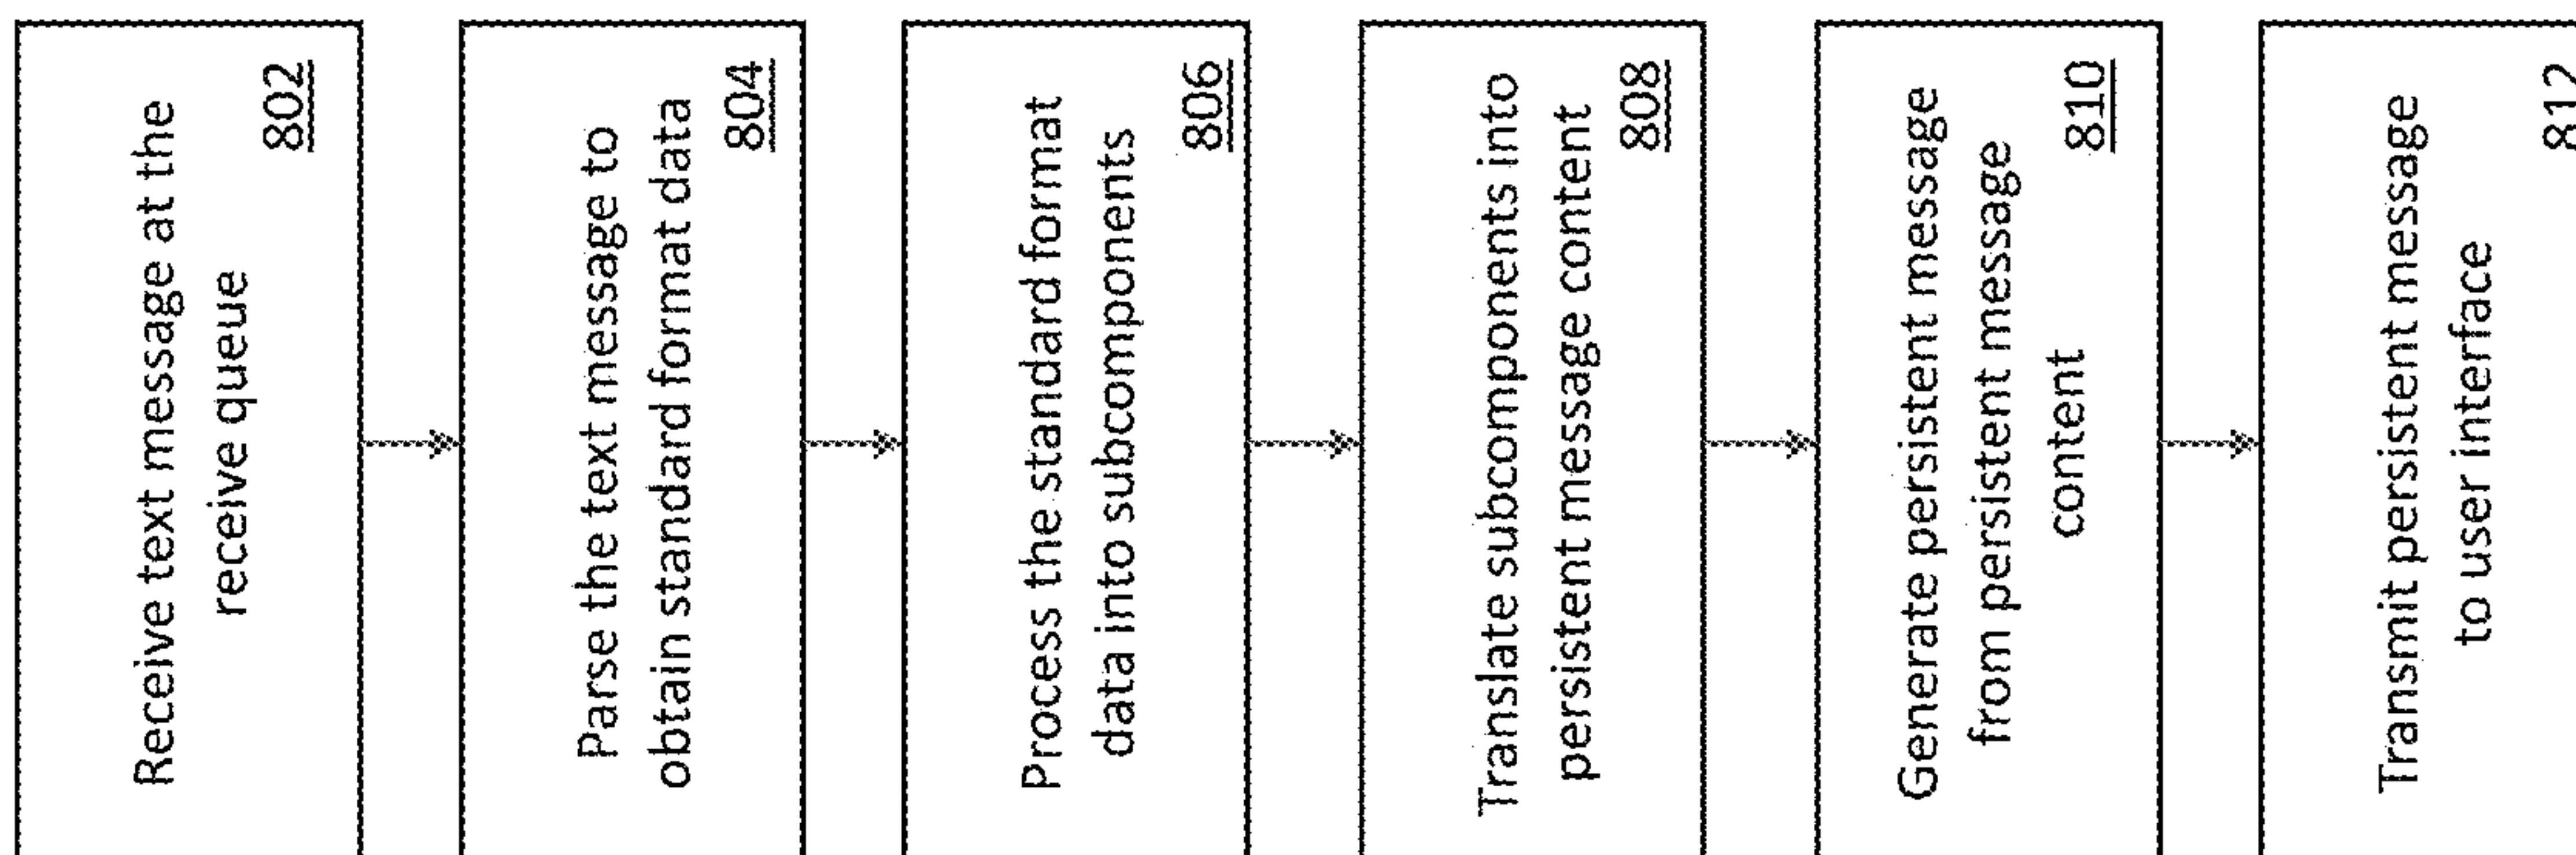 Receive text message at the
receive queue
802
Parse the text message to
obtain standard format data
804
Process the standard format
data into subcomponents
806
Translate subcomponents into
persistent message content
808
Generate persistent message
from persistent message
content
810
Transmit persistent message
to user interface
812